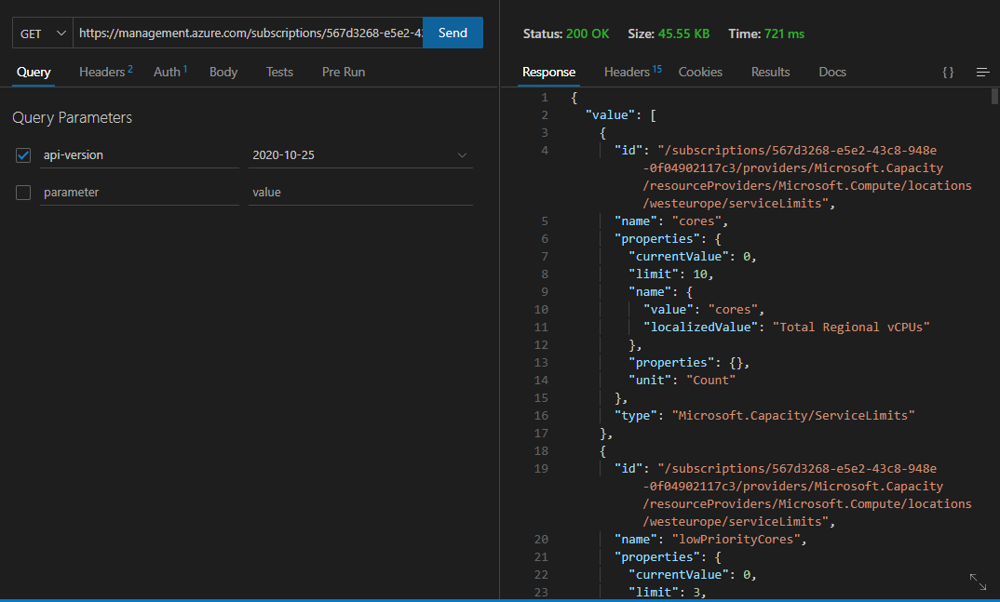 GET https://management.azure.com/subscriptions/567d3268-e5e2-4 Send
Query Headers 2 Auth 1 Body Tests Pre Run
Query Parameters
api-version 2020-10-25
parameter value
Status: 200 OK Size: 45.55 KB Time: 721 ms
Response Headers 15 Cookies Results Docs {}
1 {
2 "value": [
3 {
4 "id": "/subscriptions/567d3268-e5e2-43c8-948e
-0f04902117c3/providers/Microsoft.Capacity
/resourceProviders/Microsoft.Compute/locations
/westeurope/serviceLimits",
5 "name": "cores",
6 "properties": {
7 "currentValue": 0,
8 "limit": 10,
9 "name": {
10 "value": "cores",
11 "localizedValue": "Total Regional vCPUs"
12 },
13 "properties": {},
14 "unit": "Count"
15 },
16 "type": "Microsoft.Capacity/ServiceLimits"
17 },
18 {
19 "id": "/subscriptions/567d3268-e5e2-43c8-948e
-0f04902117c3/providers/Microsoft.Capacity
/resourceProviders/Microsoft.Compute/locations
/westeurope/serviceLimits",
20 "name": "lowPriorityCores",
21 "properties": {
22 "currentValue": 0,
23 "limit": 3,